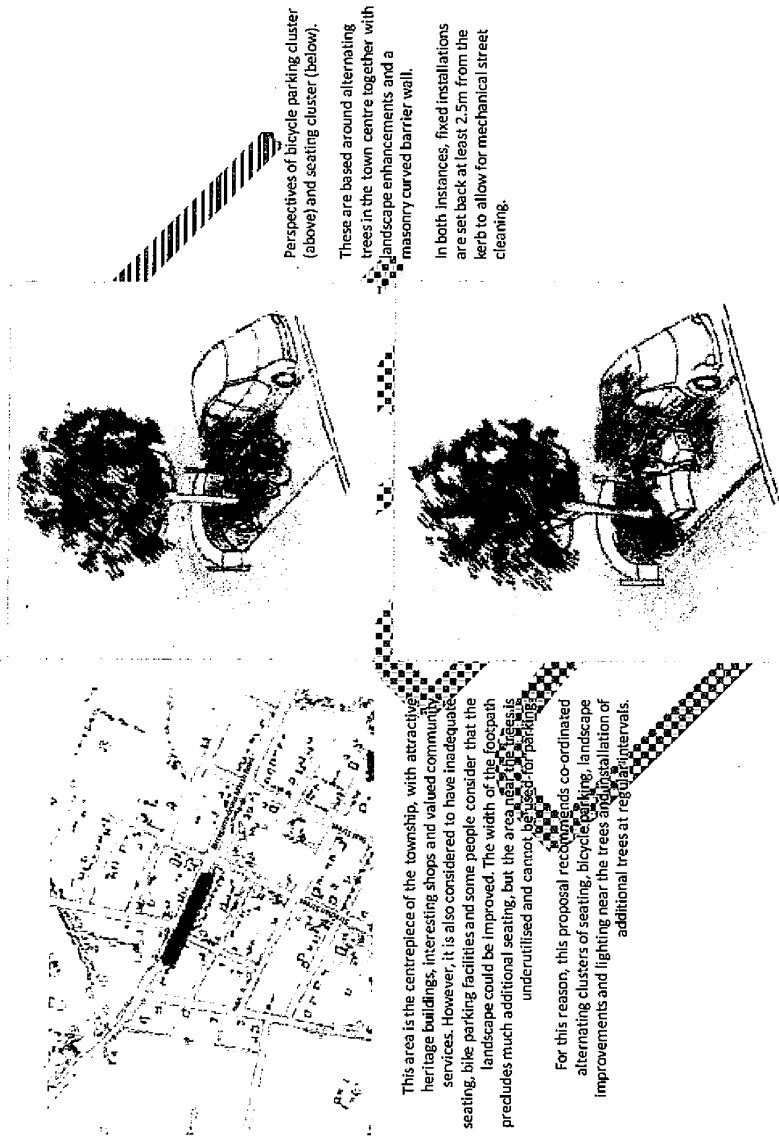 This area is the centrepiece of the township, with attractive
heritage buildings, interesting shops and valued community
services. However, it is also considered to have inadequate
seating, bike parking facilities and some people consider that the
landscape could be improved. The width of the footpath
precludes much additional seating, but the area near the trees is
underutilised and cannot be used for parking.
For this reason, this proposal recommends co-ordinated
alternating clusters of seating, bicycle parking, landscape
improvements and lighting near the trees and installation of
additional trees at regular intervals.
Perspectives of bicycle parking cluster
(above) and seating cluster (below).
These are based around alternating
trees in the town centre together with
landscape enhancements and a
masonry curved barrier wall.
In both instances, fixed installations
are set back at least 2.5m from the
kerb to allow for mechanical street
cleaning.